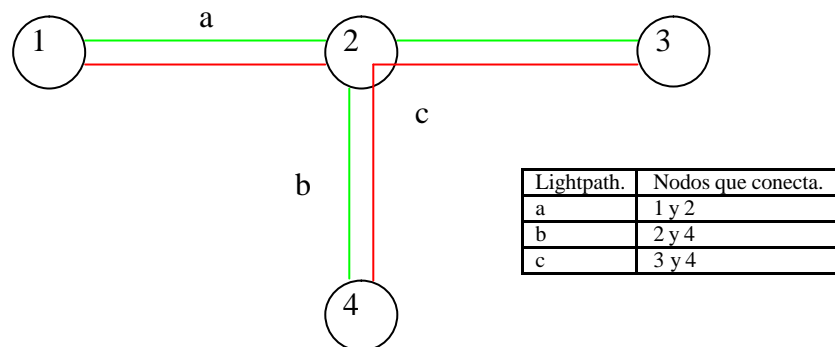 a
1
2
3
c
b
4
Lightpath. Nodos que conecta.
a 1 y 2
b 2 y 4
c 3 y 4